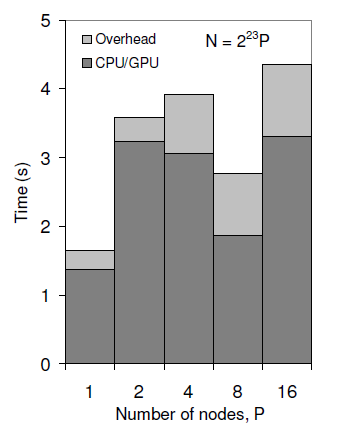 5
Overhead
N = 2²³P
CPU/GPU
4
3
2
1
0
Time (s)
1 2 4 8 16
Number of nodes, P